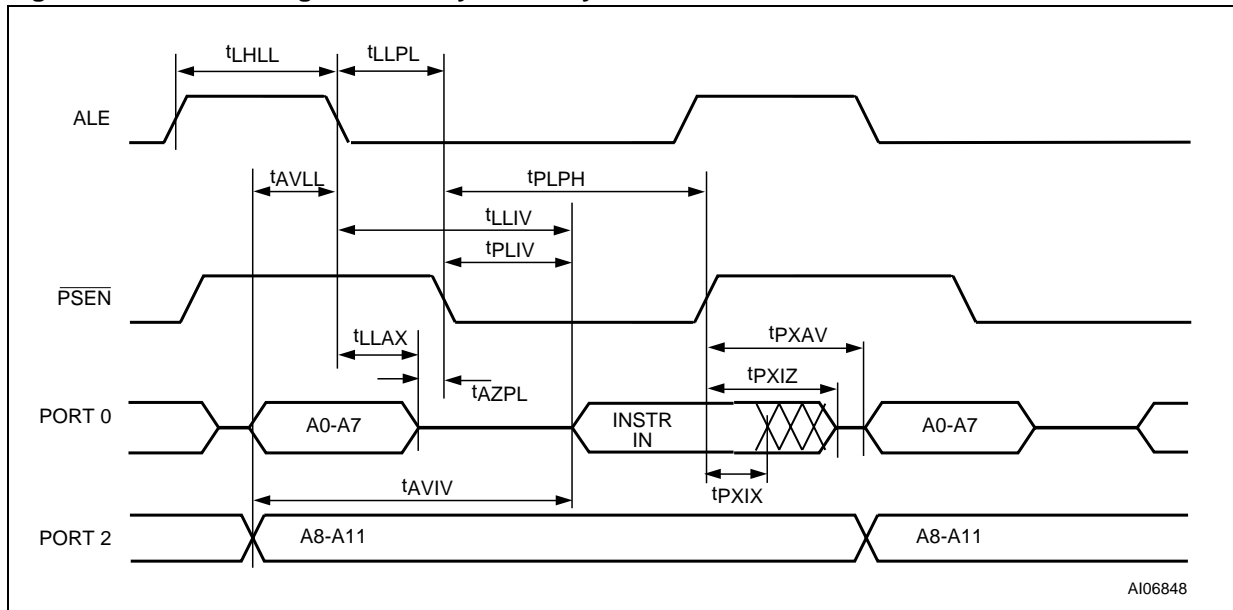 tLHLL
tLLPL
ALE
tAVLL
tPLPH
tLLIV
tPLIV
PSEN
tLLAX
tPXAV
tPXIZ
tAZPL
PORT 0
A0-A7
INSTR
IN
A0-A7
tPXIX
tAVIV
PORT 2
A8-A11
A8-A11
AI06848